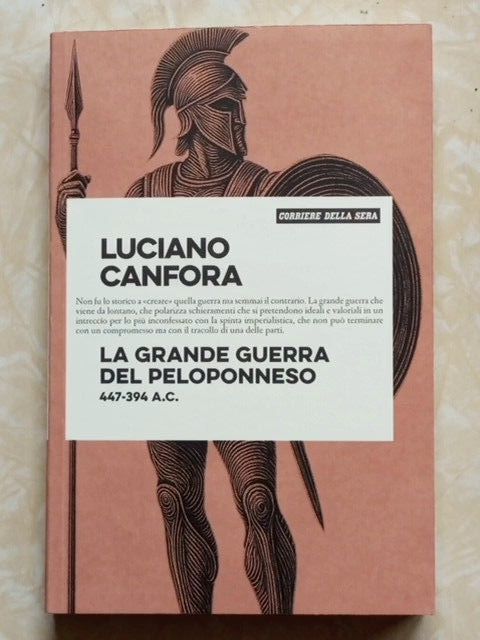 CORRIERE DELLA SERA
LUCIANO
CANFORA
Non fu lo storico a «creare» quella guerra ma semmai il contrario. La grande guerra che
viene da lontano, che polarizza schieramenti che si pretendono ideali e valoriali in un
intreccio per lo più inconfessato con la spinta imperialistica, che non può terminare
con un compromesso ma con il tracollo di una delle parti.
LA GRANDE GUERRA
DEL PELOPONNESO
447-394 A.C.